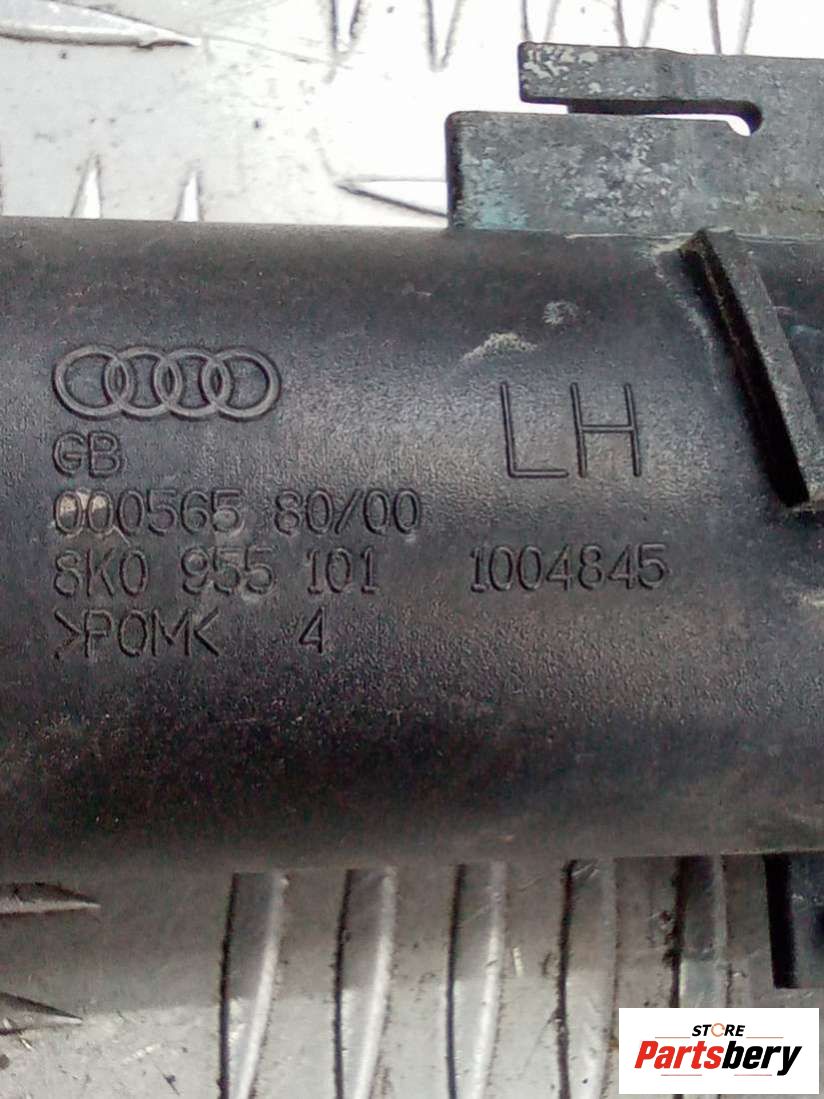 GB
LH
000565 80/00
8K0 955 101 1004845
>POM< 4
STORE
Partsbery